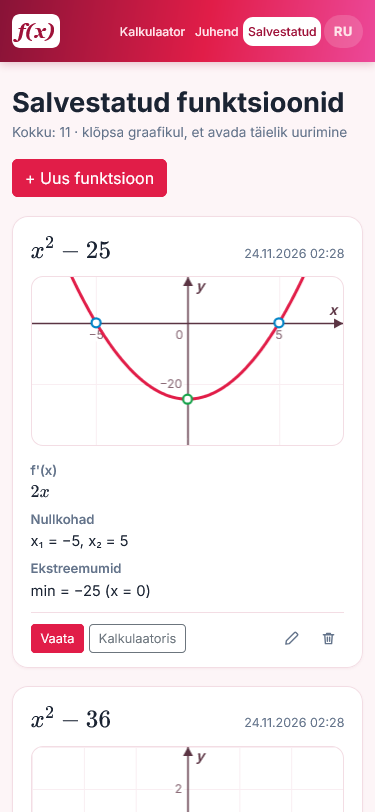 f(x)
Kalkulaator Juhend Salvestatud RU
Salvestatud funktsioonid
Kokku: 11 · klõpsa graafikul, et avada täielik uurimine
+ Uus funktsioon
x² − 25 24.11.2026 02:28
y
x
−5 0 5
−20
f'(x)
2x
Nullkohad
x₁ = −5, x₂ = 5
Ekstreemumid
min = −25 (x = 0)
Vaata Kalkulaatoris
x² − 36 24.11.2026 02:28
y
2